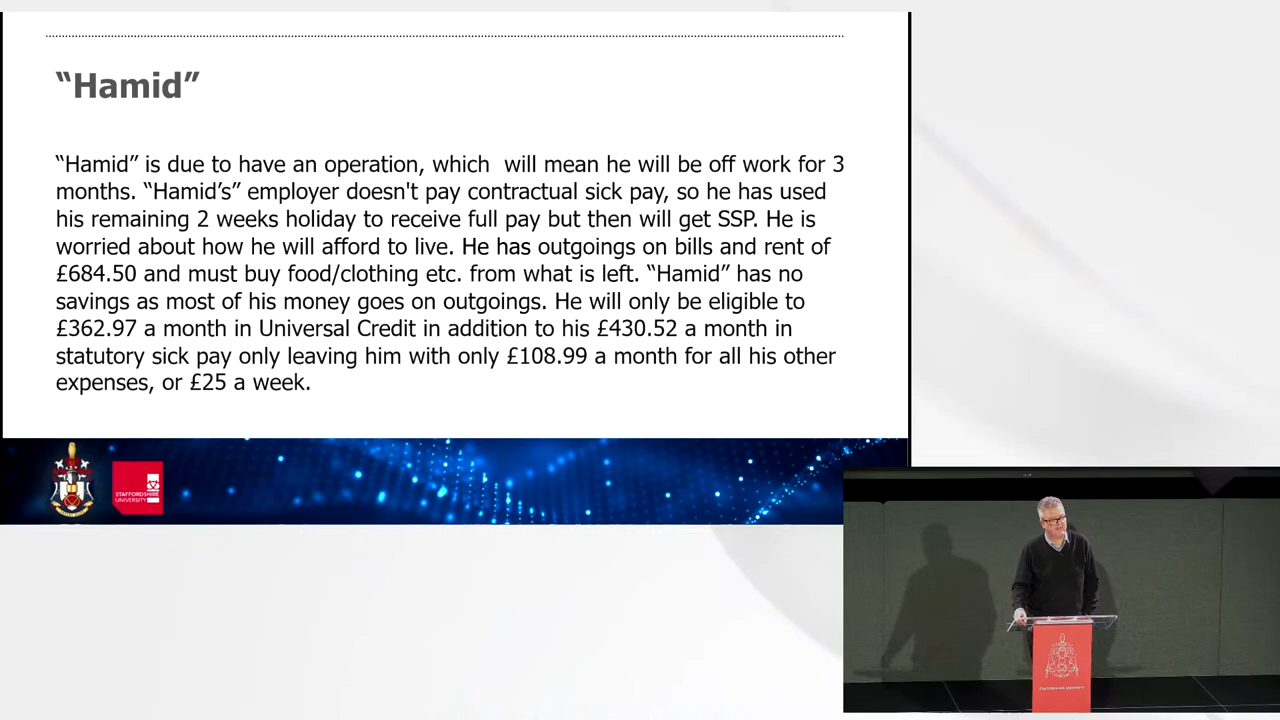 “Hamid”
“Hamid” is due to have an operation, which  will mean he will be off work for 3
months. “Hamid’s” employer doesn't pay contractual sick pay, so he has used
his remaining 2 weeks holiday to receive full pay but then will get SSP. He is
worried about how he will afford to live. He has outgoings on bills and rent of
£684.50 and must buy food/clothing etc. from what is left. “Hamid” has no
savings as most of his money goes on outgoings. He will only be eligible to
£362.97 a month in Universal Credit in addition to his £430.52 a month in
statutory sick pay only leaving him with only £108.99 a month for all his other
expenses, or £25 a week.
STAFFORDSHIRE
UNIVERSITY
STAFFORDSHIRE UNIVERSITY